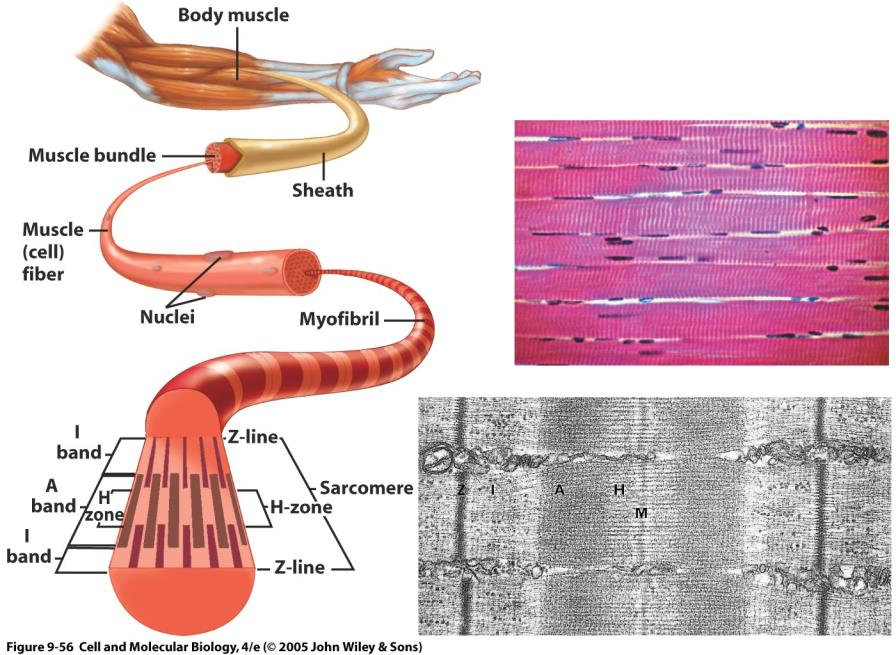 Body muscle
Muscle bundle
Sheath
Muscle
(cell)
fiber
Nuclei
Myofibril
I
band
Z-line
A
band
H
zone
Sarcomere
H-zone
I
band
Z-line
Z I A H
M
Figure 9-56 Cell and Molecular Biology, 4/e (© 2005 John Wiley & Sons)